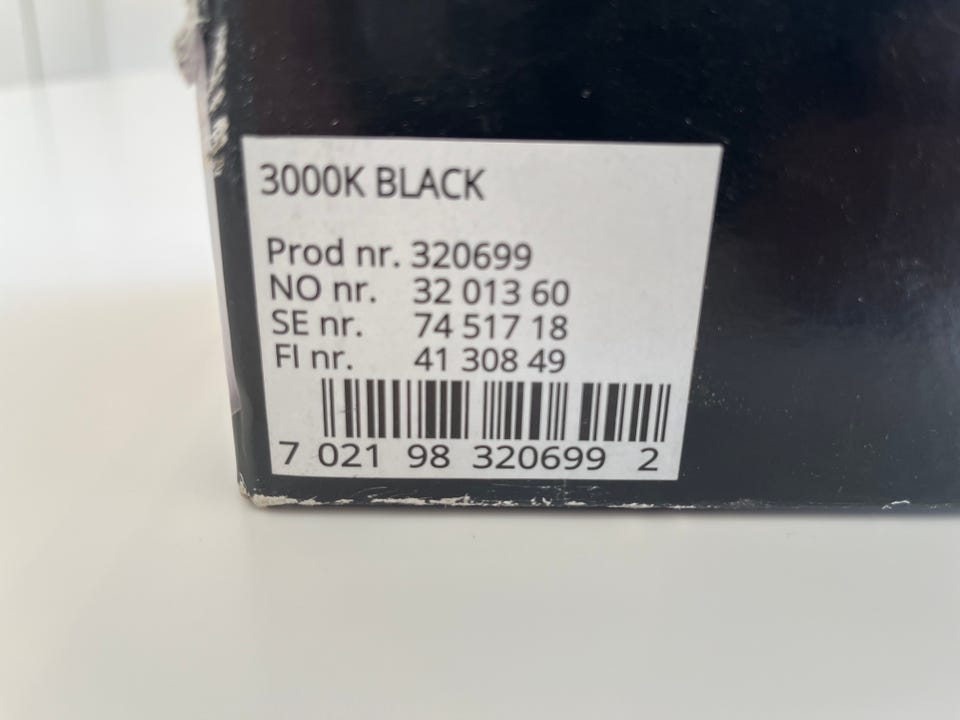 3000K BLACK
Prod nr. 320699
NO nr. 32 013 60
SE nr. 74 517 18
FI nr. 41 308 49
7 021 98 320699 2